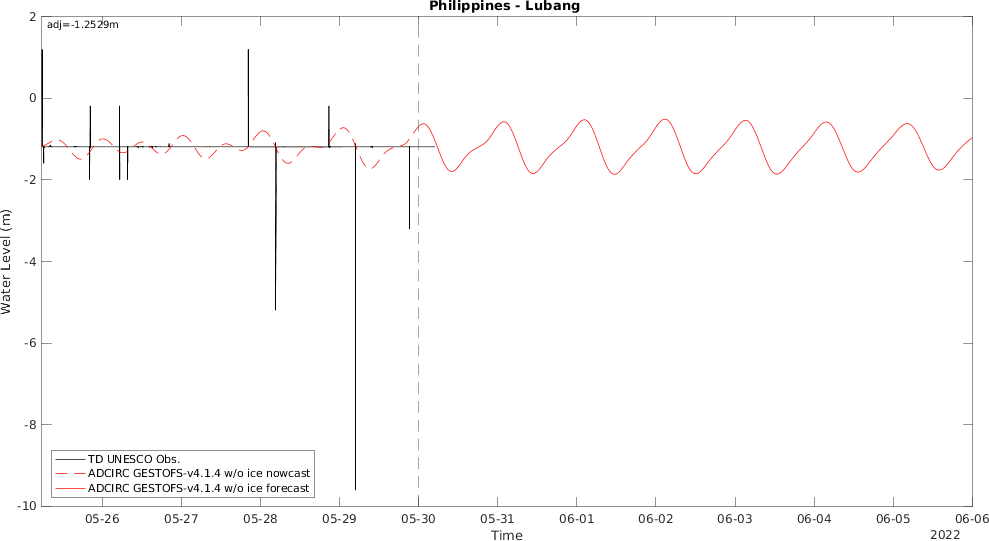 Philippines - Lubang
adj=-1.2529m
2
0
-2
-4
-6
-8
-10
Water Level (m)
TD UNESCO Obs.
ADCIRC GESTOFS-v4.1.4 w/o ice nowcast
ADCIRC GESTOFS-v4.1.4 w/o ice forecast
05-26 05-27 05-28 05-29 05-30 05-31 06-01 06-02 06-03 06-04 06-05 06-06
Time
2022